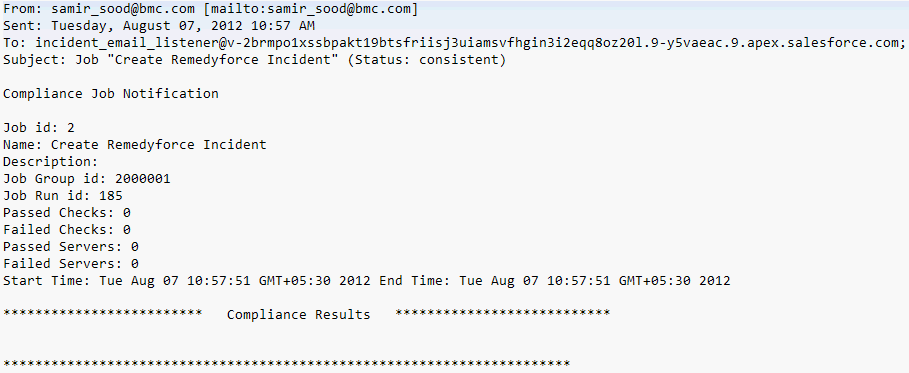 From: samir_sood@bmc.com [mailto:samir_sood@bmc.com]
Sent: Tuesday, August 07, 2012 10:57 AM
To: incident_email_listener@v-2brmpo1xssbpakt19btsfriisj3uiamsvfhgin3i2eqq8oz20l.9-y5vaeac.9.apex.salesforce.com;
Subject: Job "Create Remedyforce Incident" (Status: consistent)
Compliance Job Notification
Job id: 2
Name: Create Remedyforce Incident
Description:
Job Group id: 2000001
Job Run id: 185
Passed Checks: 0
Failed Checks: 0
Passed Servers: 0
Failed Servers: 0
Start Time: Tue Aug 07 10:57:51 GMT+05:30 2012 End Time: Tue Aug 07 10:57:51 GMT+05:30 2012
************************* Compliance Results ***************************
***********************************************************************